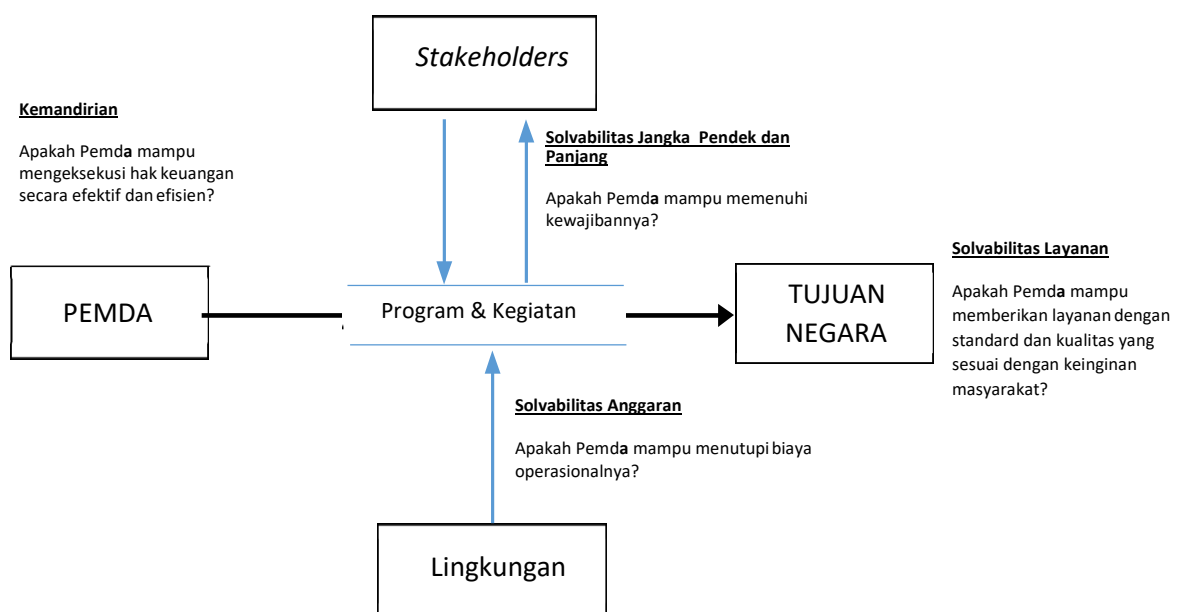 Stakeholders
Kemandirian
Apakah Pemda mampu
mengeksekusi hak keuangan
secara efektif dan efisien?
Solvabilitas Jangka Pendek dan
Panjang
Apakah Pemda mampu memenuhi
kewajibannya?
PEMDA
Program & Kegiatan
TUJUAN
NEGARA
Solvabilitas Layanan
Apakah Pemda mampu
memberikan layanan dengan
standard dan kualitas yang
sesuai dengan keinginan
masyarakat?
Solvabilitas Anggaran
Apakah Pemda mampu menutupi biaya
operasionalnya?
Lingkungan